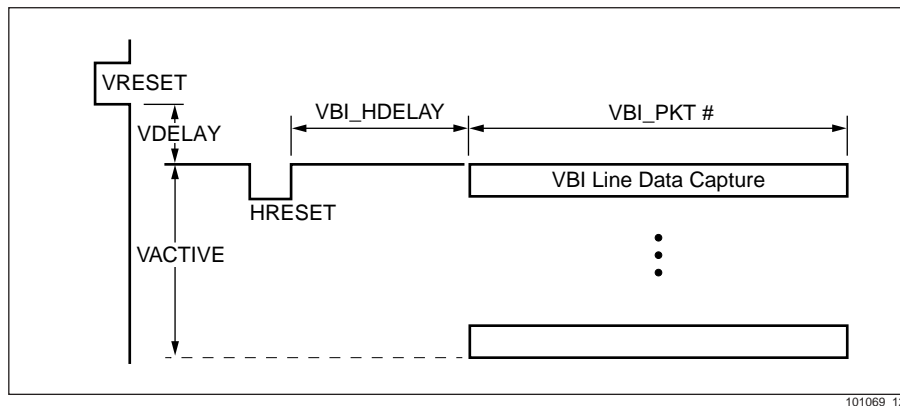 VRESET
VBI_HDELAY
VBI_PKT #
VDELAY
VBI Line Data Capture
HRESET
VACTIVE